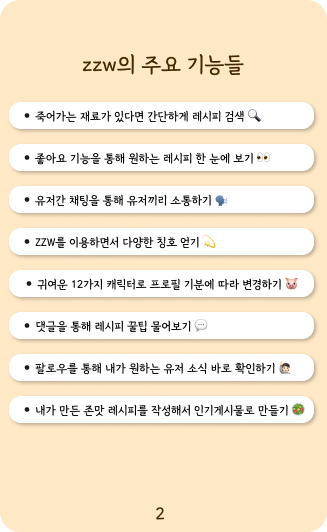 zzw의 주요 기능들
• 죽어가는 재료가 있다면 간단하게 레시피 검색 🔍
• 좋아요 기능을 통해 원하는 레시피 한 눈에 보기 👀
• 유저간 채팅을 통해 유저끼리 소통하기 🗣️
• ZZW를 이용하면서 다양한 칭호 얻기 💫
• 귀여운 12가지 캐릭터로 프로필 기분에 따라 변경하기 🐷
• 댓글을 통해 레시피 꿀팁 물어보기 💬
• 팔로우를 통해 내가 원하는 유저 소식 바로 확인하기 🙋🏻
• 내가 만든 존맛 레시피를 작성해서 인기게시물로 만들기 🥗
2